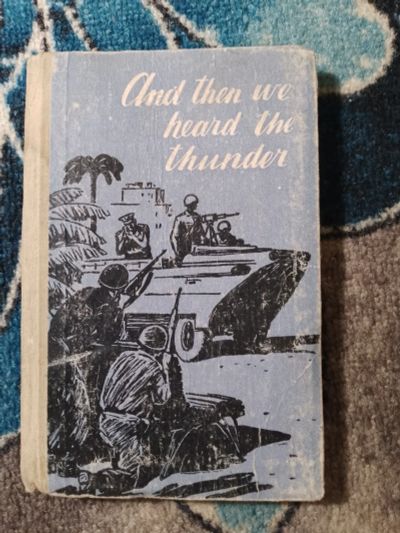 And then we
heard the
thunder